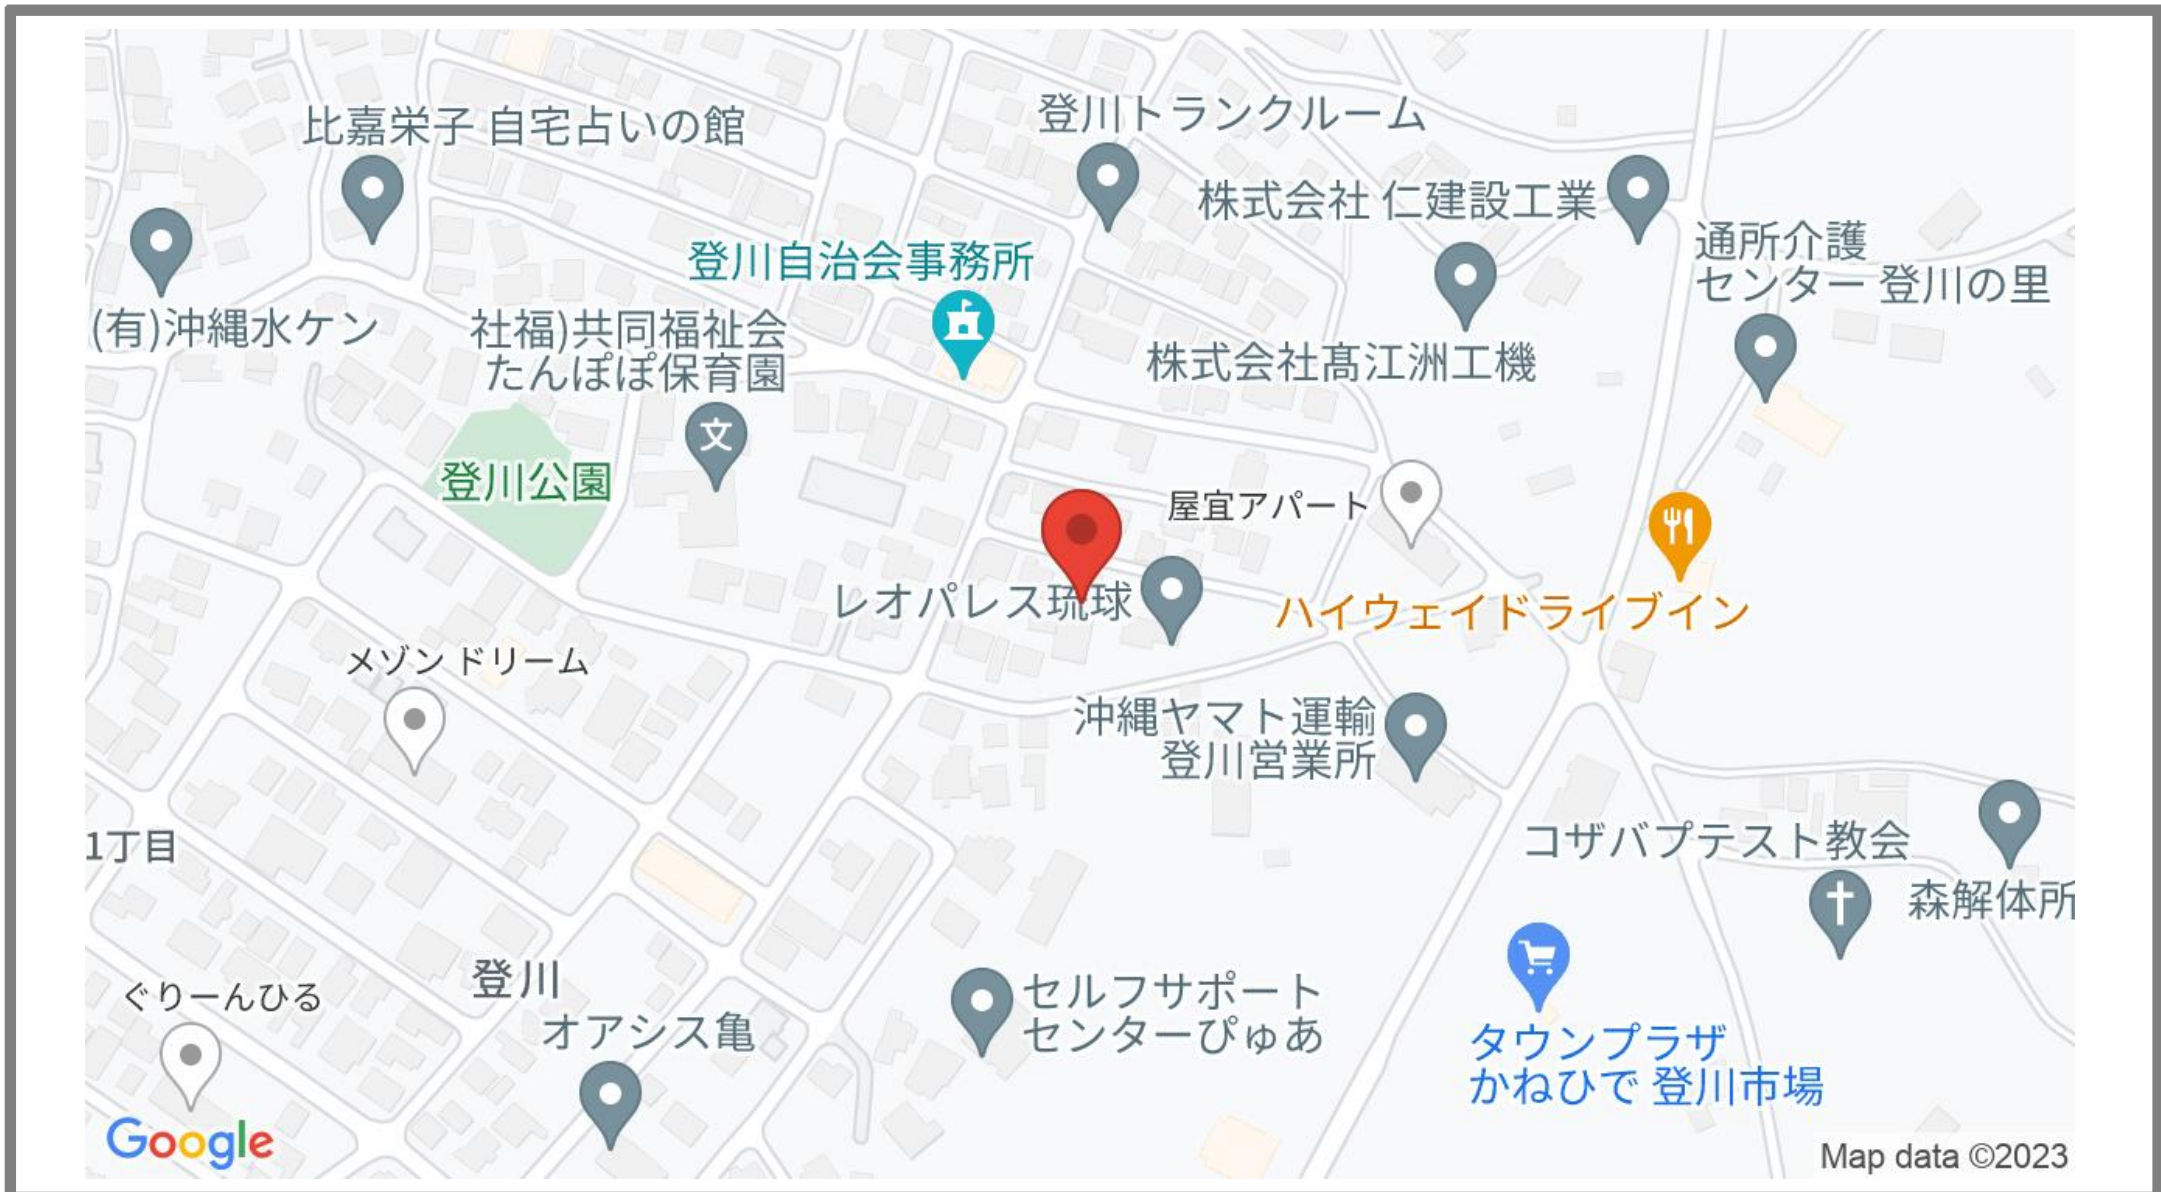 登川トランクルーム
比嘉栄子 自宅占いの館
株式会社 仁建設工業
通所介護
センター 登川の里
登川自治会事務所
(有)沖縄水ケン
社福)共同福祉会
たんぽぽ保育園
文
株式会社髙江洲工機
登川公園
屋宜アパート
レオパレス琉球
ハイウェイドライブイン
メゾン ドリーム
沖縄ヤマト運輸
登川営業所
1丁目
コザバプテスト教会
森解体所
登川
ぐりーんひる
オアシス亀
セルフサポート
センターぴゅあ
タウンプラザ
かねひで 登川市場
Google
Map data ©2023